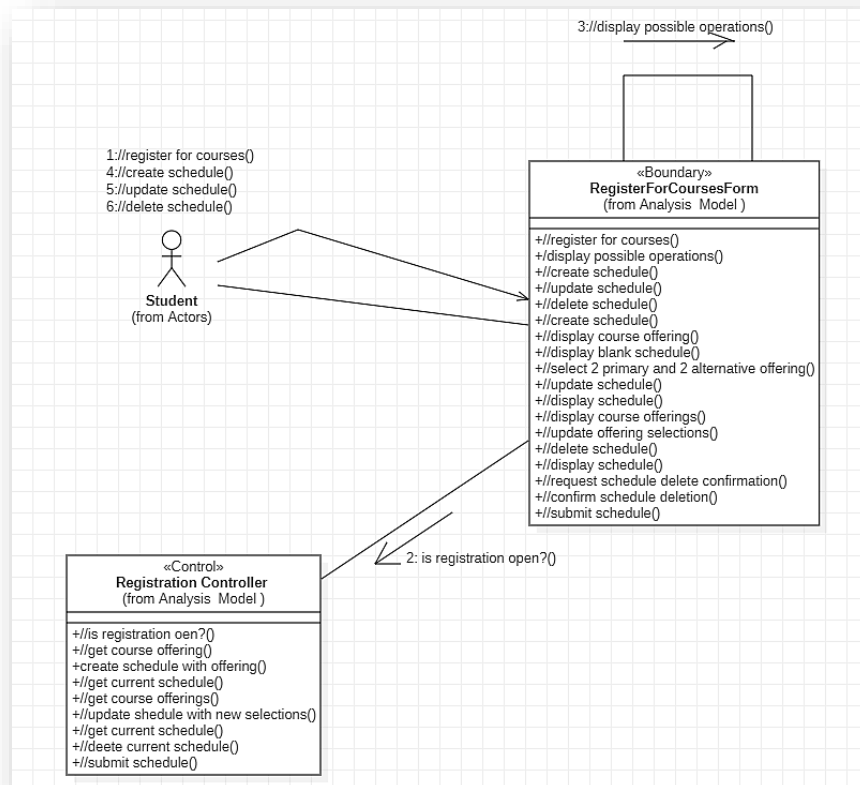 3://display possible operations()
1://register for courses()
4://create schedule()
5://update schedule()
6://delete schedule()
Student
(from Actors)
«Boundary»
RegisterForCoursesForm
(from Analysis Model )
+//register for courses()
+/display possible operations()
+//create schedule()
+//update schedule()
+//delete schedule()
+//create schedule()
+//display course offering()
+//display blank schedule()
+//select 2 primary and 2 alternative offering()
+//update schedule()
+//display schedule()
+//display course offerings()
+//update offering selections()
+//delete schedule()
+//display schedule()
+//request schedule delete confirmation()
+//confirm schedule deletion()
+//submit schedule()
2: is registration open?()
«Control»
Registration Controller
(from Analysis Model )
+//is registration oen?()
+//get course offering()
+create schedule with offering()
+//get current schedule()
+//get course offerings()
+//update shedule with new selections()
+//get current schedule()
+//deete current schedule()
+//submit schedule()